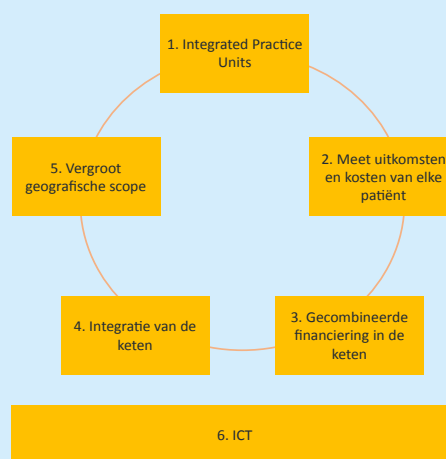 1. Integrated Practice
Units
2. Meet uitkomsten
en kosten van elke
patiënt
3. Gecombineerde
financiering in de
keten
4. Integratie van de
keten
5. Vergroot
geografische scope
6. ICT